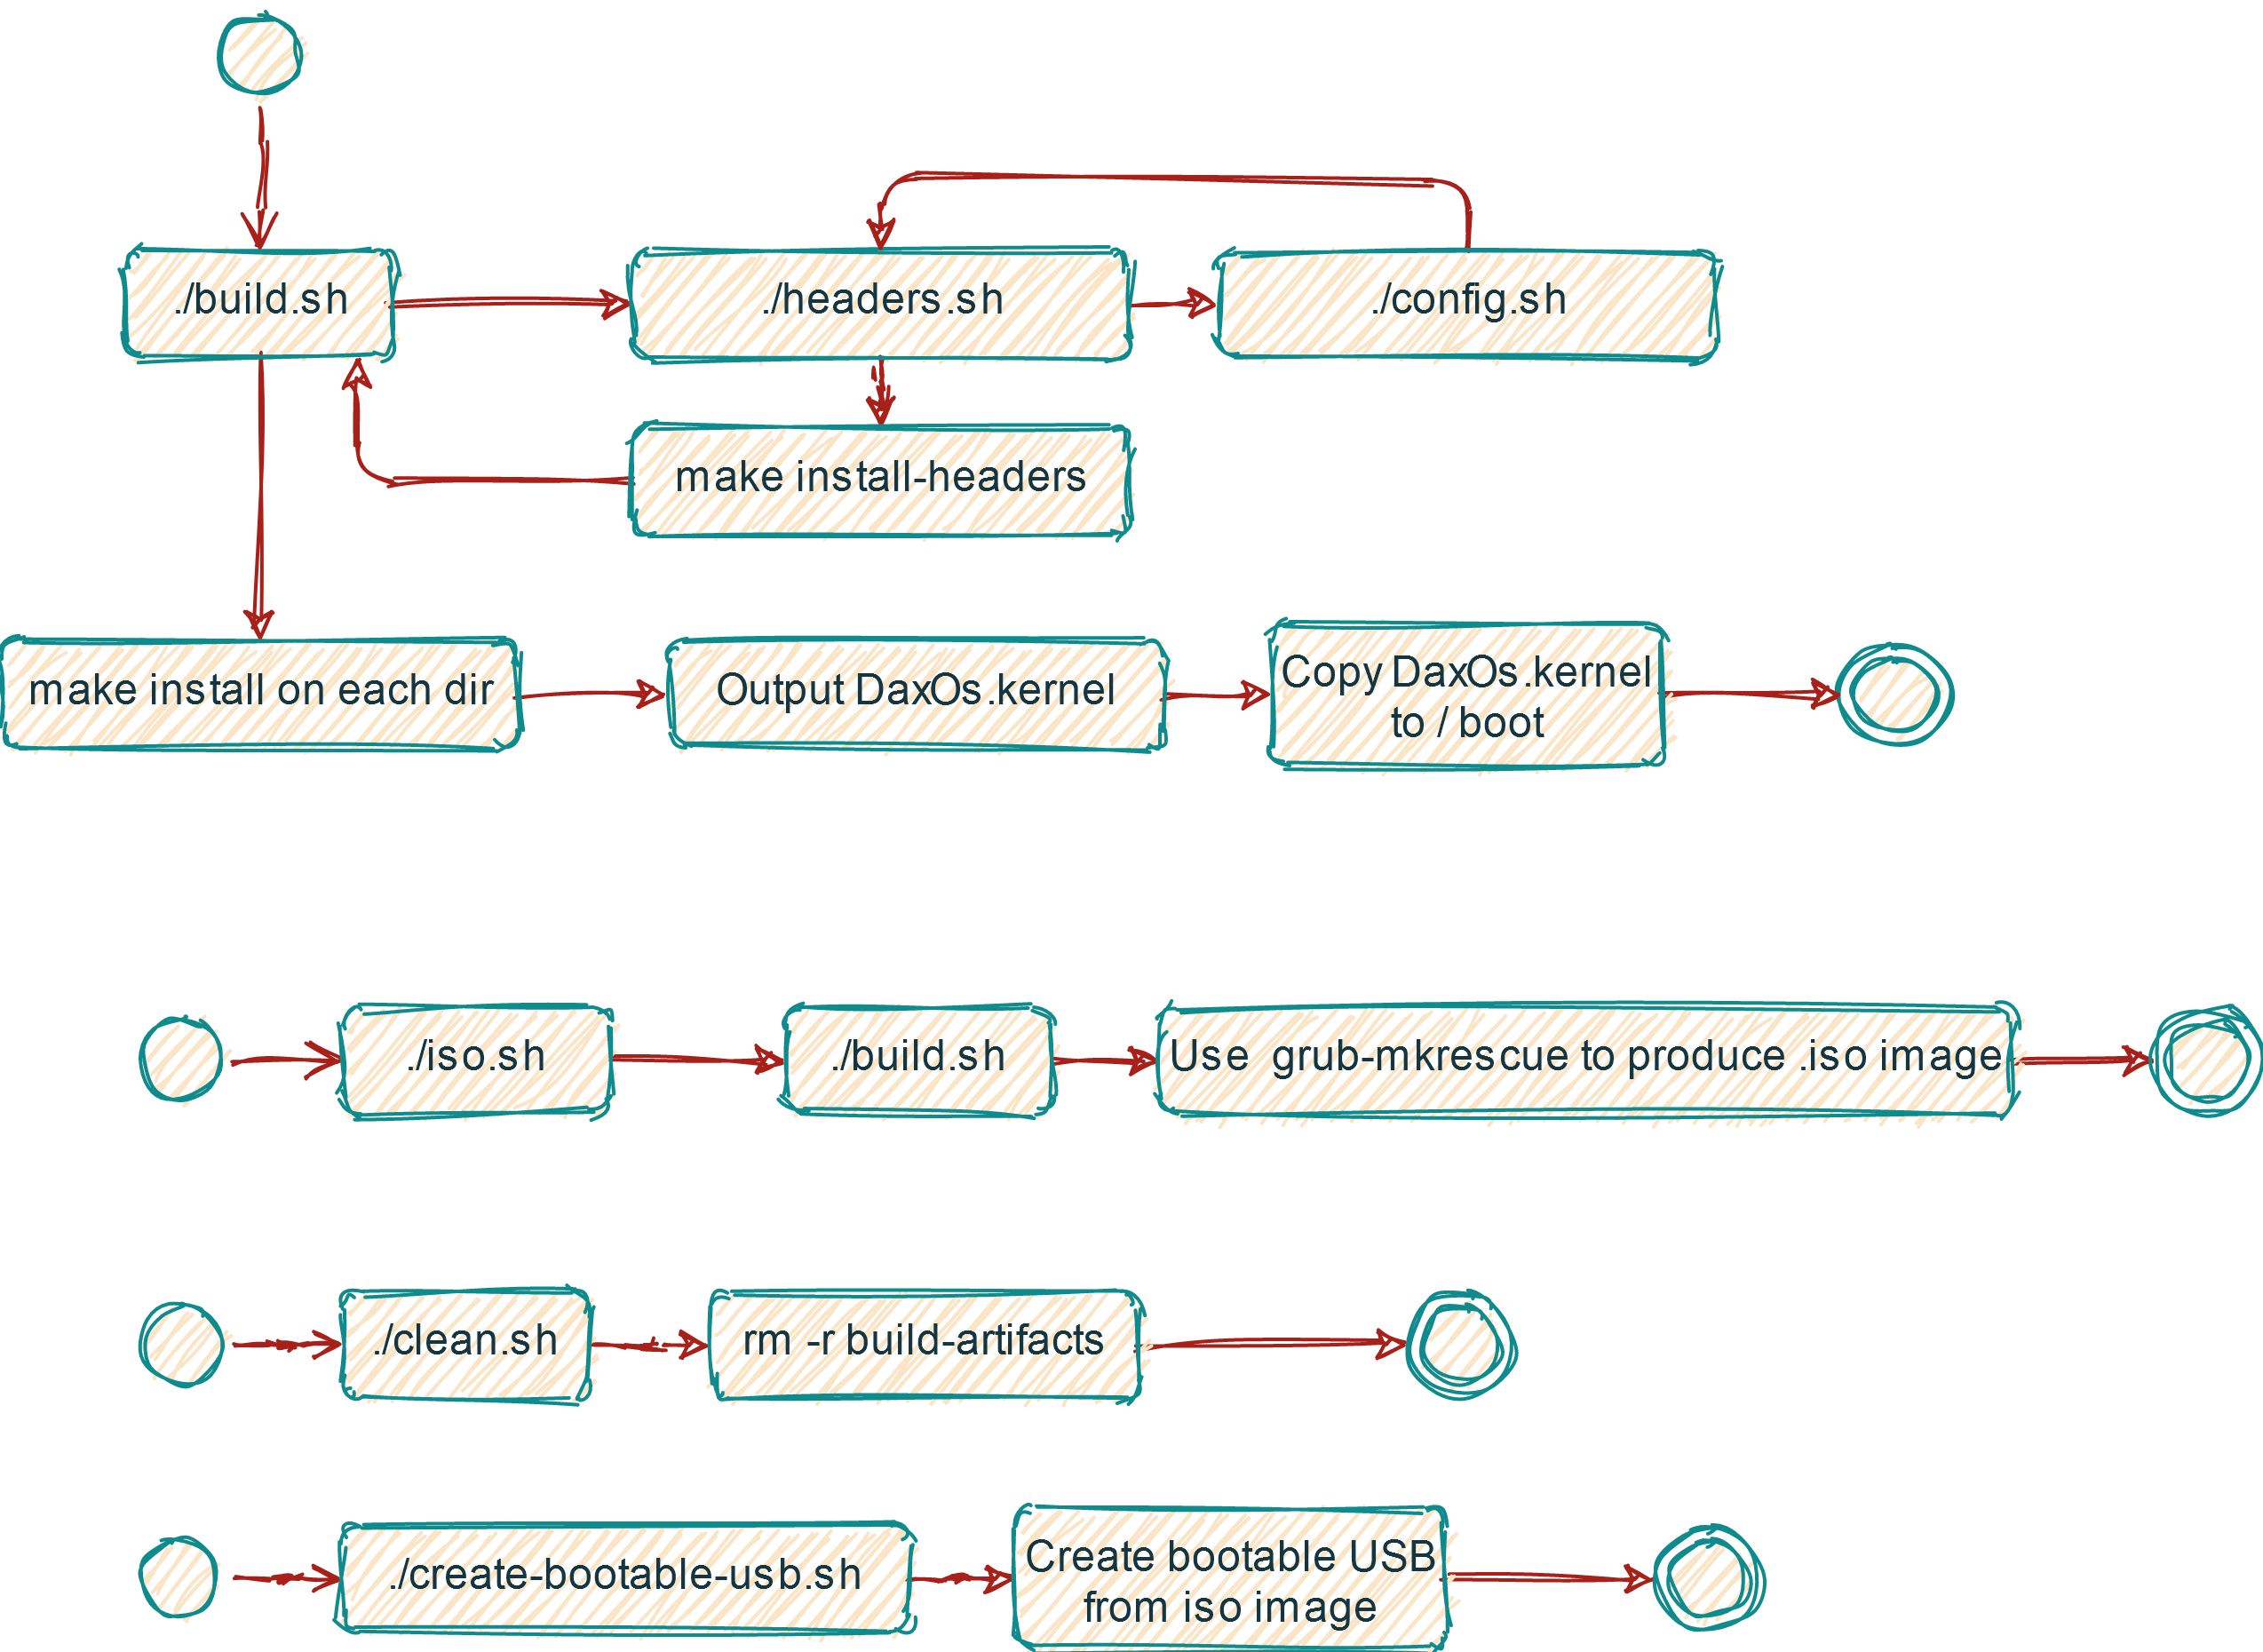 ./build.sh
./headers.sh
./config.sh
make install-headers
make install on each dir
Output DaxOs.kernel
Copy DaxOs.kernel
to / boot
./iso.sh
./build.sh
Use  grub-mkrescue to produce .iso image
./clean.sh
rm -r build-artifacts
./create-bootable-usb.sh
Create bootable USB
from iso image